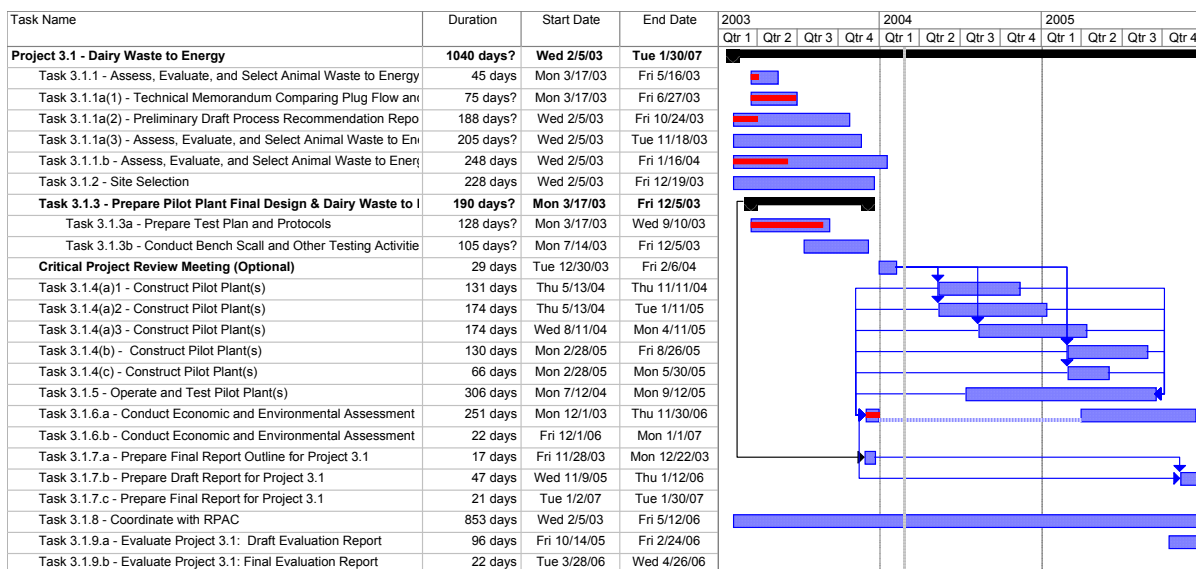 Task Name Duration Start Date End Date 2003 2004 2005
Qtr 1 Qtr 2 Qtr 3 Qtr 4 Qtr 1 Qtr 2 Qtr 3 Qtr 4 Qtr 1 Qtr 2 Qtr 3 Qtr 4
Project 3.1 - Dairy Waste to Energy 1040 days? Wed 2/5/03 Tue 1/30/07
Task 3.1.1 - Assess, Evaluate, and Select Animal Waste to Energy 45 days Mon 3/17/03 Fri 5/16/03
Task 3.1.1a(1) - Technical Memorandum Comparing Plug Flow an 75 days? Mon 3/17/03 Fri 6/27/03
Task 3.1.1a(2) - Preliminary Draft Process Recommendation Repo 188 days? Wed 2/5/03 Fri 10/24/03
Task 3.1.1a(3) - Assess, Evaluate, and Select Animal Waste to En 205 days? Wed 2/5/03 Tue 11/18/03
Task 3.1.1.b - Assess, Evaluate, and Select Animal Waste to Ener 248 days Wed 2/5/03 Fri 1/16/04
Task 3.1.2 - Site Selection 228 days Wed 2/5/03 Fri 12/19/03
Task 3.1.3 - Prepare Pilot Plant Final Design & Dairy Waste to 190 days? Mon 3/17/03 Fri 12/5/03
Task 3.1.3a - Prepare Test Plan and Protocols 128 days? Mon 3/17/03 Wed 9/10/03
Task 3.1.3b - Conduct Bench Scall and Other Testing Activitie 105 days? Mon 7/14/03 Fri 12/5/03
Critical Project Review Meeting (Optional) 29 days Tue 12/30/03 Fri 2/6/04
Task 3.1.4(a)1 - Construct Pilot Plant(s) 131 days Thu 5/13/04 Thu 11/11/04
Task 3.1.4(a)2 - Construct Pilot Plant(s) 174 days Thu 5/13/04 Tue 1/11/05
Task 3.1.4(a)3 - Construct Pilot Plant(s) 174 days Wed 8/11/04 Mon 4/11/05
Task 3.1.4(b) - Construct Pilot Plant(s) 130 days Mon 2/28/05 Fri 8/26/05
Task 3.1.4(c) - Construct Pilot Plant(s) 66 days Mon 2/28/05 Mon 5/30/05
Task 3.1.5 - Operate and Test Pilot Plant(s) 306 days Mon 7/12/04 Mon 9/12/05
Task 3.1.6.a - Conduct Economic and Environmental Assessment 251 days Mon 12/1/03 Thu 11/30/06
Task 3.1.6.b - Conduct Economic and Environmental Assessment 22 days Fri 12/1/06 Mon 1/1/07
Task 3.1.7.a - Prepare Final Report Outline for Project 3.1 17 days Fri 11/28/03 Mon 12/22/03
Task 3.1.7.b - Prepare Draft Report for Project 3.1 47 days Wed 11/9/05 Thu 1/12/06
Task 3.1.7.c - Prepare Final Report for Project 3.1 21 days Tue 1/2/07 Tue 1/30/07
Task 3.1.8 - Coordinate with RPAC 853 days Wed 2/5/03 Fri 5/12/06
Task 3.1.9.a - Evaluate Project 3.1: Draft Evaluation Report 96 days Fri 10/14/05 Fri 2/24/06
Task 3.1.9.b - Evaluate Project 3.1: Final Evaluation Report 22 days Tue 3/28/06 Wed 4/26/06